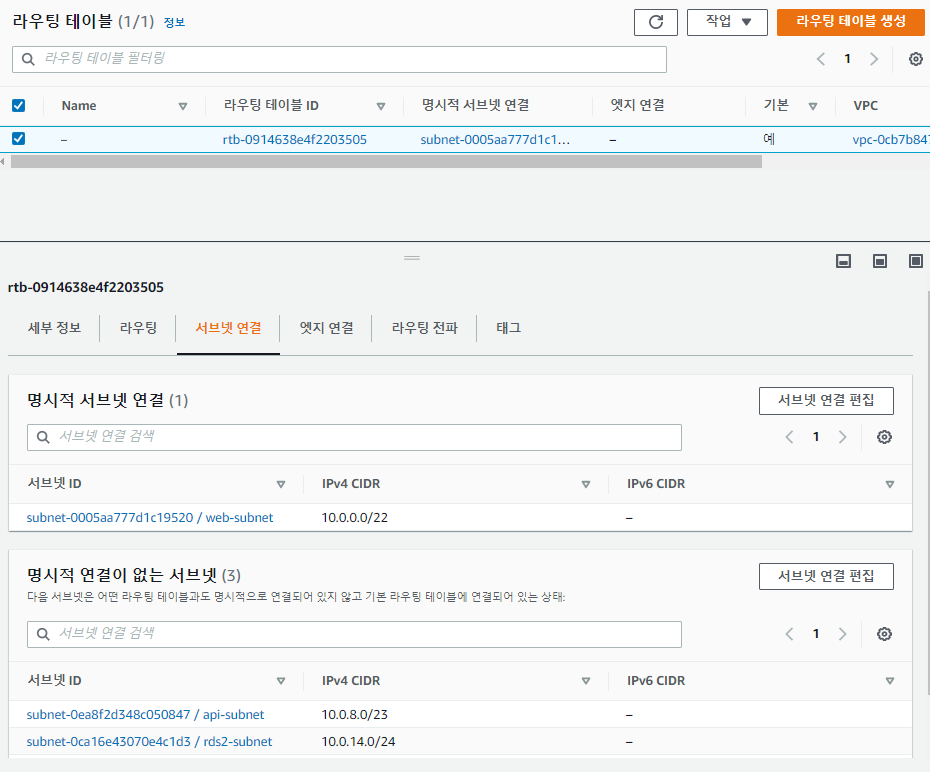 라우팅 테이블 (1/1) 정보
작업
라우팅 테이블 생성
라우팅 테이블 필터링
1
Name 라우팅 테이블 ID 명시적 서브넷 연결 엣지 연결 기본 VPC
– rtb-0914638e4f2203505 subnet-0005aa777d1c1... – 예 vpc-0cb7b847
rtb-0914638e4f2203505
세부 정보 라우팅 서브넷 연결 엣지 연결 라우팅 전파 태그
명시적 서브넷 연결 (1)
서브넷 연결 편집
서브넷 연결 검색
1
서브넷 ID IPv4 CIDR IPv6 CIDR
subnet-0005aa777d1c19520 / web-subnet 10.0.0.0/22 –
명시적 연결이 없는 서브넷 (3)
서브넷 연결 편집
다음 서브넷은 어떤 라우팅 테이블과도 명시적으로 연결되어 있지 않고 기본 라우팅 테이블에 연결되어 있는 상태:
서브넷 연결 검색
1
서브넷 ID IPv4 CIDR IPv6 CIDR
subnet-0ea8f2d348c050847 / api-subnet 10.0.8.0/23 –
subnet-0ca16e43070e4c1d3 / rds2-subnet 10.0.14.0/24 –